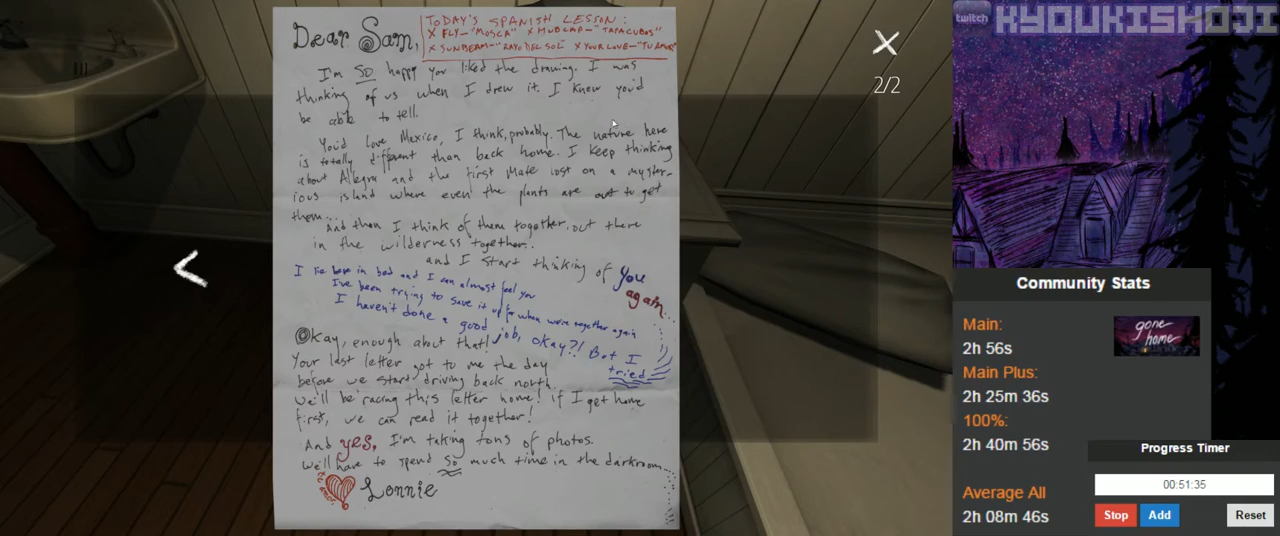 Dear Sam,
TODAY'S SPANISH LESSON:
x FLY-"MOSCA" x MUDCAP-"TAPACUBOS"
x SUNBEAM-"RAYO DEL SOL" x YOUR LOVE-"TU AMOR"
I'm SO happy you liked the drawing. I was
thinking of us when I drew it. I knew you'd
be able to tell.
You'd love Mexico, I think, probably. The nature here
is totally different than back home. I keep thinking
about Allegra and the First Mate lost on a myster-
ious island where even the plants are out to get
them...
And then I think of them together, out there
in the wilderness together..
and I start thinking of you
again...
I lie here in bed and I can almost feel you
I've been trying to save it up for when we're together again
I haven't done a good job, okay?! But I
tried
Okay, enough about that!
Your last letter got to me the day
before we start driving back north.
We'll be racing this letter home! if I get home
first, we can read it together!
And yes, I'm taking tons of photos.
We'll have to spend so much time in the darkroom...
Lonnie
2/2
twitch
KYOUKISHOJI
Community Stats
Main:
2h 56s
gone
home
Main Plus:
2h 25m 36s
100%:
2h 40m 56s
Average All
2h 08m 46s
Progress Timer
00:51:35
Stop
Add
Reset